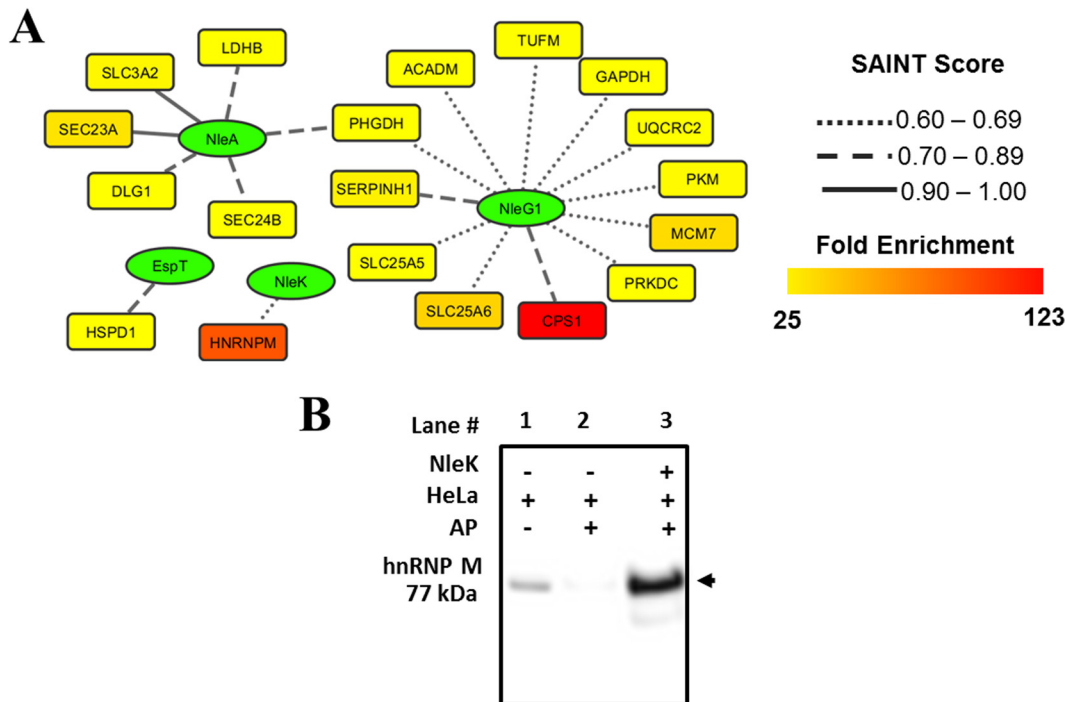 A
LDHB
SLC3A2
SEC23A
NleA
DLG1
SEC24B
PHGDH
EspT
HSPD1
NleK
HNRNPM
TUFM
ACADM
GAPDH
UQCRC2
SERPINH1
NleG1
PKM
MCM7
SLC25A5
PRKDC
SLC25A6
CPS1
SAINT Score
0.60 – 0.69
0.70 – 0.89
0.90 – 1.00
Fold Enrichment
25 123
B
Lane # 1 2 3
NleK - - +
HeLa + + +
AP - + +
hnRNP M
77 kDa